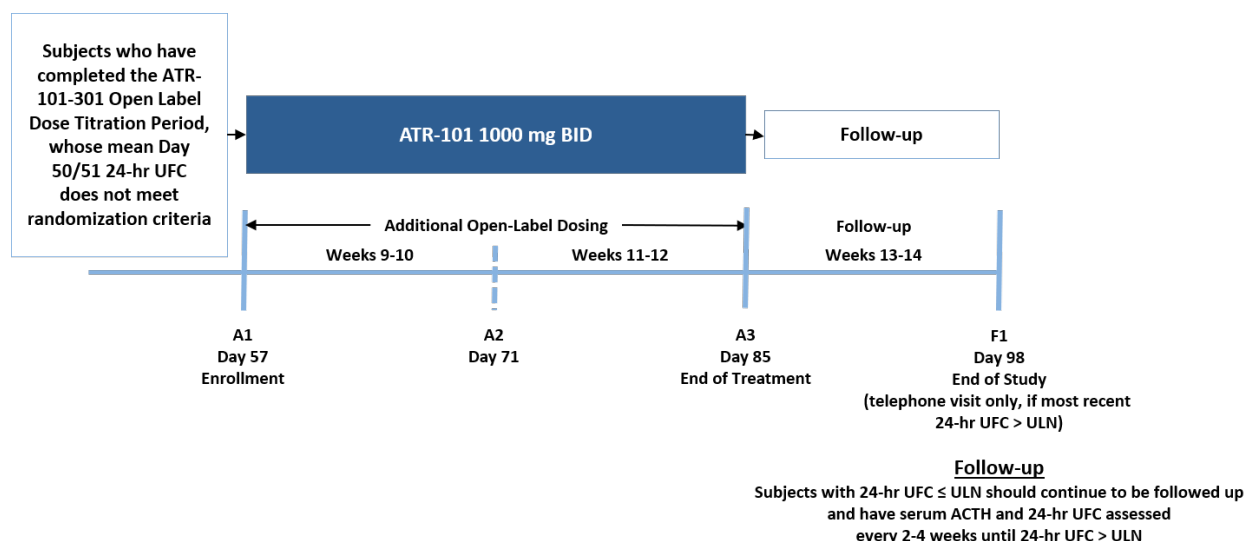 Subjects who have
completed the ATR-
101-301 Open Label
Dose Titration Period,
whose mean Day
50/51 24-hr UFC
does not meet
randomization criteria
ATR-101 1000 mg BID
Follow-up
Additional Open-Label Dosing
Follow-up
Weeks 9-10
Weeks 11-12
Weeks 13-14
A1
Day 57
Enrollment
A2
Day 71
A3
Day 85
End of Treatment
F1
Day 98
End of Study
(telephone visit only, if most recent
24-hr UFC > ULN)
Follow-up
Subjects with 24-hr UFC ≤ ULN should continue to be followed up
and have serum ACTH and 24-hr UFC assessed
every 2-4 weeks until 24-hr UFC > ULN